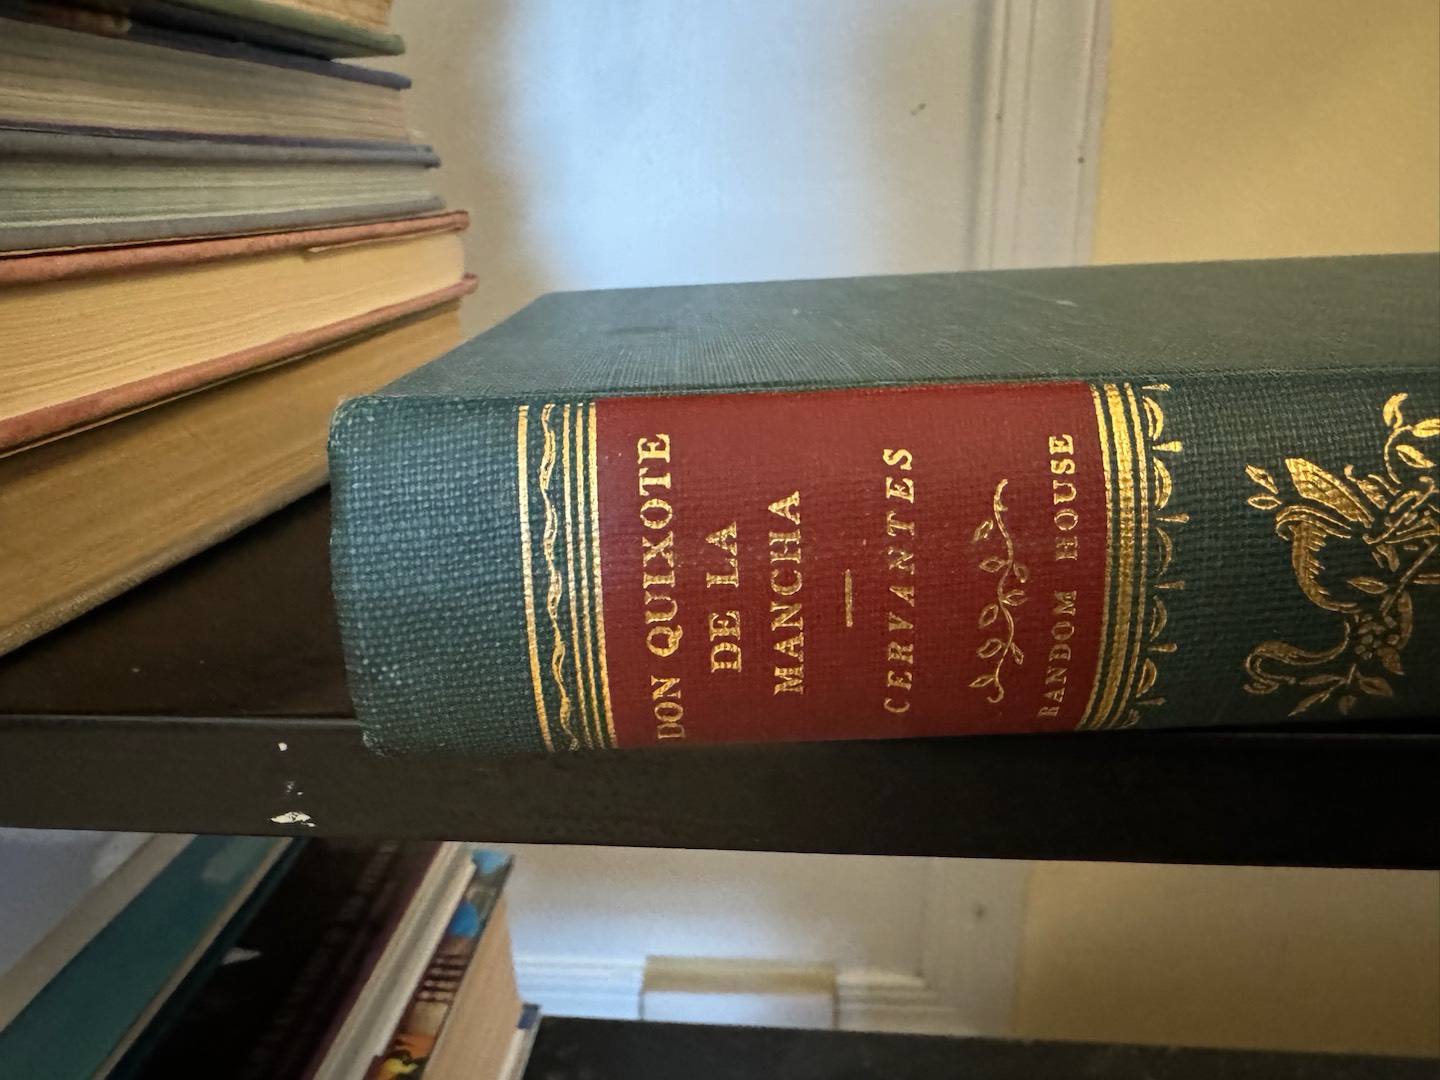 DON QUIXOTE
DE LA
MANCHA
CERVANTES
RANDOM HOUSE